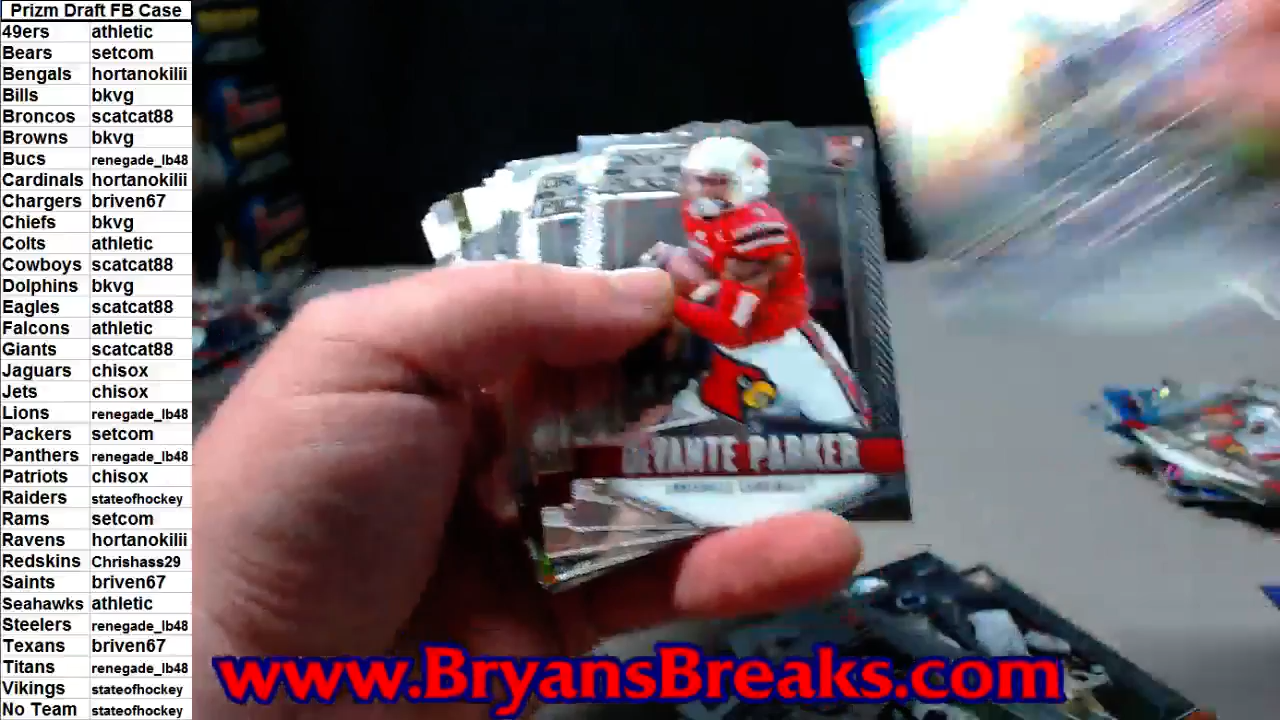 Prizm Draft FB Case
49ers athletic
Bears setcom
Bengals hortanokilii
Bills bkvg
Broncos scatcat88
Browns bkvg
Bucs renegade_lb48
Cardinals hortanokilii
Chargers briven67
Chiefs bkvg
Colts athletic
Cowboys scatcat88
Dolphins bkvg
Eagles scatcat88
Falcons athletic
Giants scatcat88
Jaguars chisox
Jets chisox
Lions renegade_lb48
Packers setcom
Panthers renegade_lb48
Patriots chisox
Raiders stateofhockey
Rams setcom
Ravens hortanokilii
Redskins Chrishass29
Saints briven67
Seahawks athletic
Steelers renegade_lb48
Texans briven67
Titans renegade_lb48
Vikings stateofhockey
No Team stateofhockey
PARKER
www.BryansBreaks.com